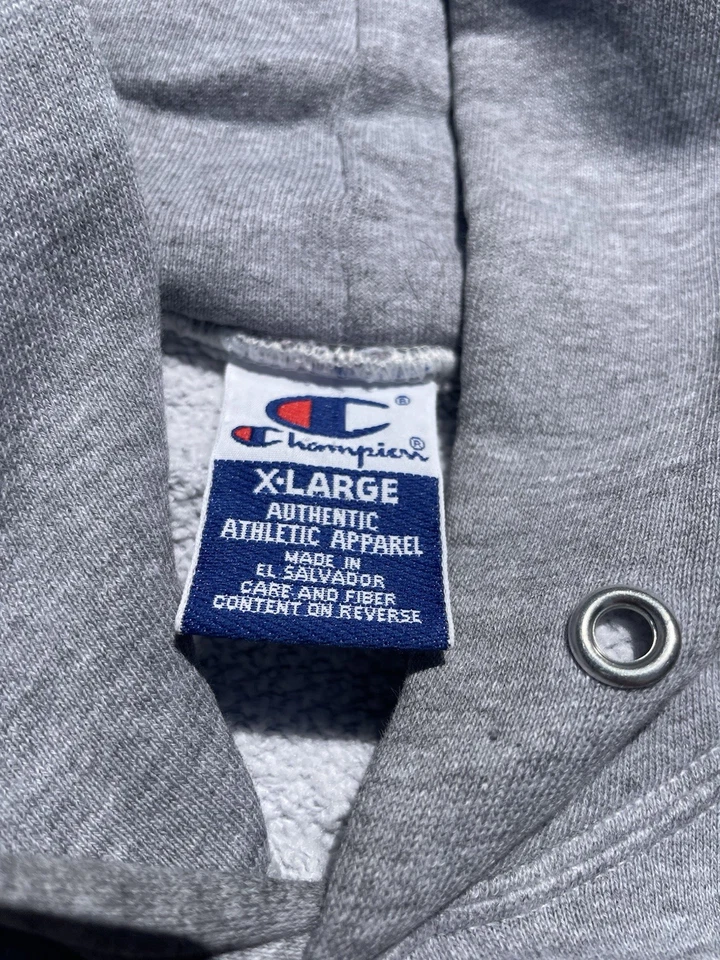 ®
Champion®
X-LARGE
AUTHENTIC
ATHLETIC APPAREL
MADE IN
EL SALVADOR
CARE AND FIBER
CONTENT ON REVERSE